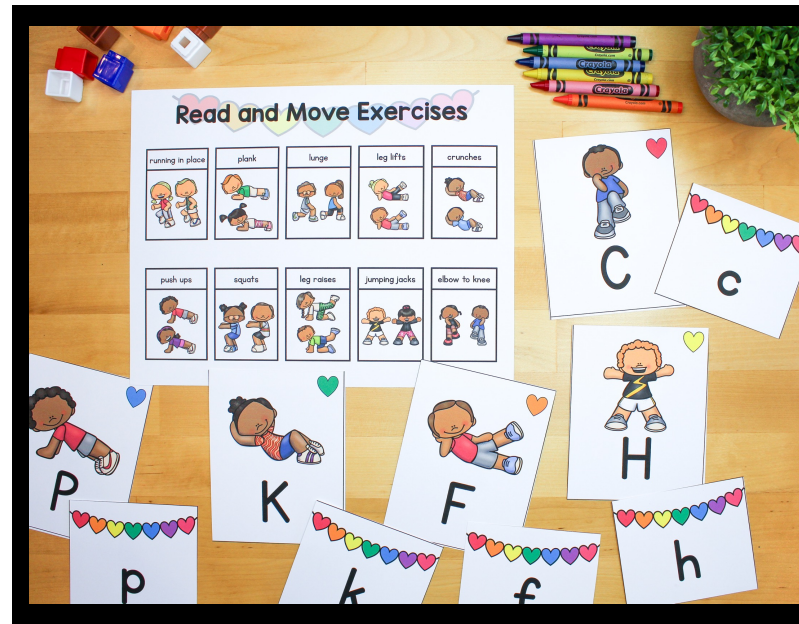 Read and Move Exercises
running in place
plank
lunge
leg lifts
crunches
push ups
squats
leg raises
jumping jacks
elbow to knee
Crayola
Crayola
Crayola
C
c
H
P
K
F
p
k
f
h